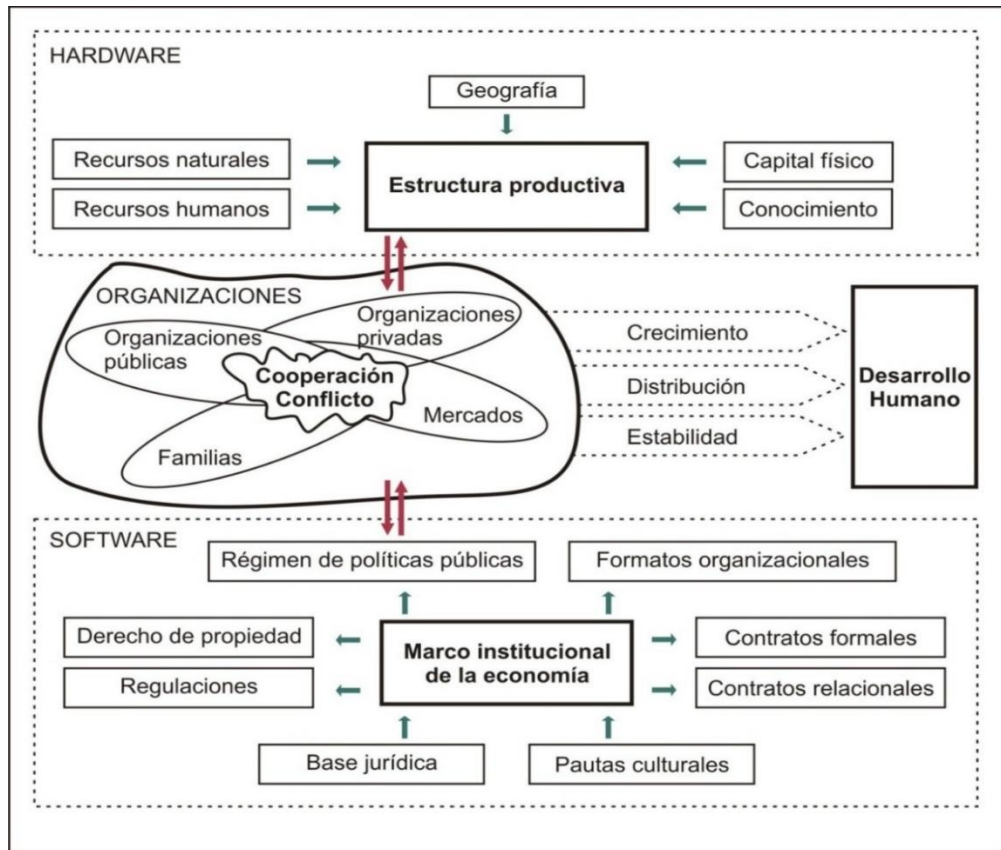 HARDWARE
Geografía
Recursos naturales
Recursos humanos
Estructura productiva
Capital físico
Conocimiento
ORGANIZACIONES
Organizaciones
públicas
Organizaciones
privadas
Cooperación
Conflicto
Mercados
Familias
Crecimiento
Distribución
Estabilidad
Desarrollo
Humano
SOFTWARE
Régimen de políticas públicas
Formatos organizacionales
Derecho de propiedad
Regulaciones
Marco institucional
de la economía
Contratos formales
Contratos relacionales
Base jurídica
Pautas culturales